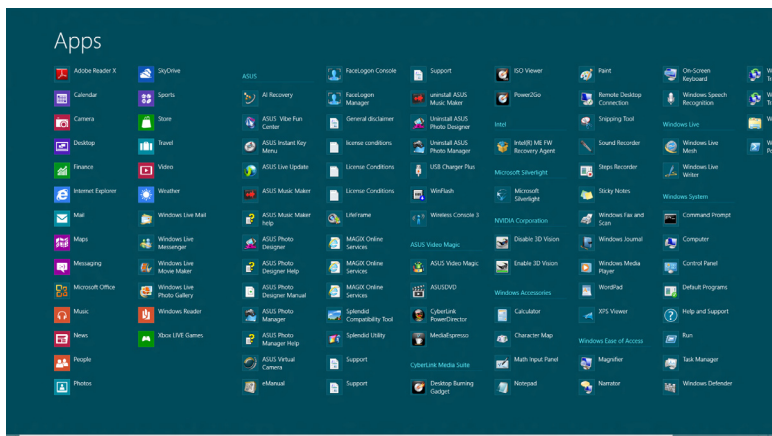 Apps
Adobe Reader X
Calendar
Camera
Desktop
Finance
Internet Explorer
Mail
Maps
Messaging
Microsoft Office
Music
News
People
Photos
SkyDrive
Sports
Store
Travel
Video
Weather
Windows Live Mail
Windows Live
Messenger
Windows Live
Movie Maker
Windows Live
Photo Gallery
Windows Reader
Xbox LIVE Games
ASUS
AI Recovery
ASUS Vibe Fun
Center
ASUS Instant Key
Menu
ASUS Live Update
ASUS Music Maker
ASUS Music Maker
help
ASUS Photo
Designer
ASUS Photo
Designer Help
ASUS Photo
Designer Manual
ASUS Photo
Manager
ASUS Photo
Manager Help
ASUS Virtual
Camera
eManual
FaceLogon Console
FaceLogon
Manager
General disclaimer
license conditions
License Conditions
License Conditions
LifeFrame
MAGIX Online
Services
MAGIX Online
Services
MAGIX Online
Services
Splendid
Compatibility Tool
Splendid Utility
Support
Support
Support
uninstall ASUS
Music Maker
Uninstall ASUS
Photo Designer
Uninstall ASUS
Photo Manager
USB Charger Plus
WinFlash
Wireless Console 3
ASUS Video Magic
ASUS Video Magic
ASUSDVD
CyberLink
PowerDirector
MediaEspresso
CyberLink Media Suite
Desktop Burning
Gadget
ISO Viewer
Power2Go
Intel
Intel(R) ME FW
Recovery Agent
Microsoft Silverlight
Microsoft
Silverlight
NVIDIA Corporation
Disable 3D Vision
Enable 3D Vision
Windows Accessories
Calculator
Character Map
Math Input Panel
Notepad
Paint
Remote Desktop
Connection
Snipping Tool
Sound Recorder
Steps Recorder
Sticky Notes
Windows Fax and
Scan
Windows Journal
Windows Media
Player
WordPad
XPS Viewer
Windows Ease of Access
Magnifier
Narrator
On-Screen
Keyboard
Windows Speech
Recognition
Windows Live
Windows Live
Mesh
Windows Live
Writer
Windows System
Command Prompt
Computer
Control Panel
Default Programs
Help and Support
Run
Task Manager
Windows Defender